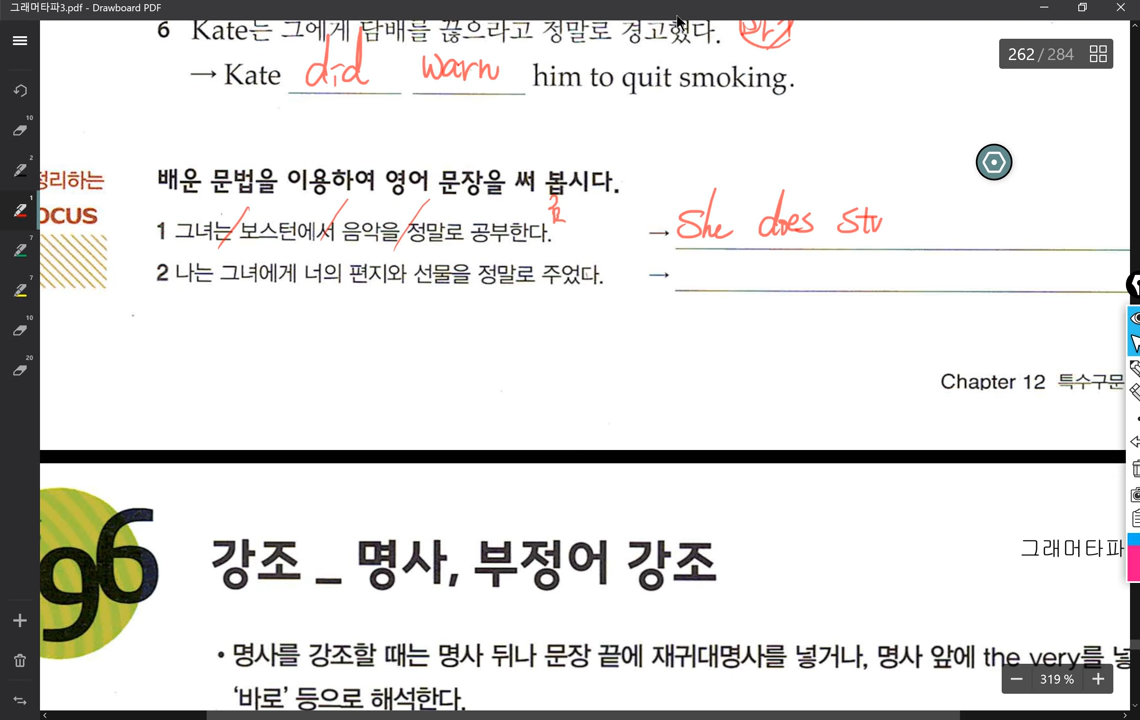 그래머타파3.pdf - Drawboard PDF
6 Kate는 그에게 담배를 끊으라고 정말로 경고했다.
→ Kate did warn him to quit smoking.
262 / 284
정리하는
배운 문법을 이용하여 영어 문장을 써 봅시다.
OCUS
1 그녀는 보스턴에서 음악을 정말로 공부한다. → She does stu
2 나는 그녀에게 너의 편지와 선물을 정말로 주었다. →
Chapter 12 특수구문
96 강조 _ 명사, 부정어 강조
그래머타파
• 명사를 강조할 때는 명사 뒤나 문장 끝에 재귀대명사를 넣거나, 명사 앞에 the very를 넣
‘바로’ 등으로 해석한다.
319 %
10
2
1
7
7
10
20